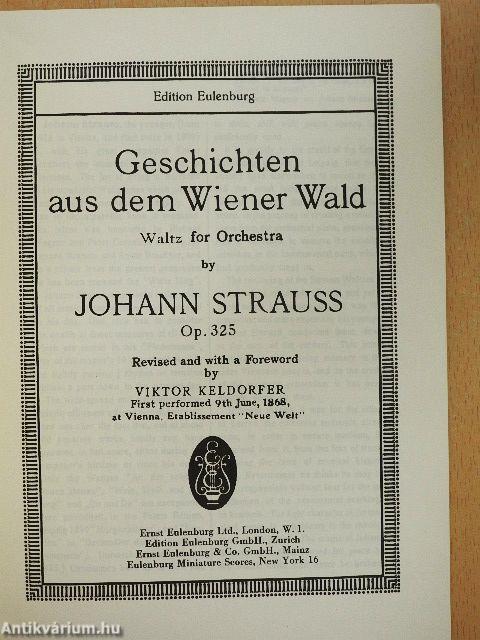 Edition Eulenburg
Geschichten
aus dem Wiener Wald
Waltz for Orchestra
by
JOHANN STRAUSS
Op. 325
Revised and with a Foreword
by
VIKTOR KELDORFER
First performed 9th June, 1868,
at Vienna, Etablissement "Neue Welt"
Ernst Eulenburg Ltd., London, W. 1.
Edition Eulenburg GmbH., Zurich
Ernst Eulenburg & Co. GmbH., Mainz
Eulenburg Miniature Scores, New York 16
Antikvárium.hu